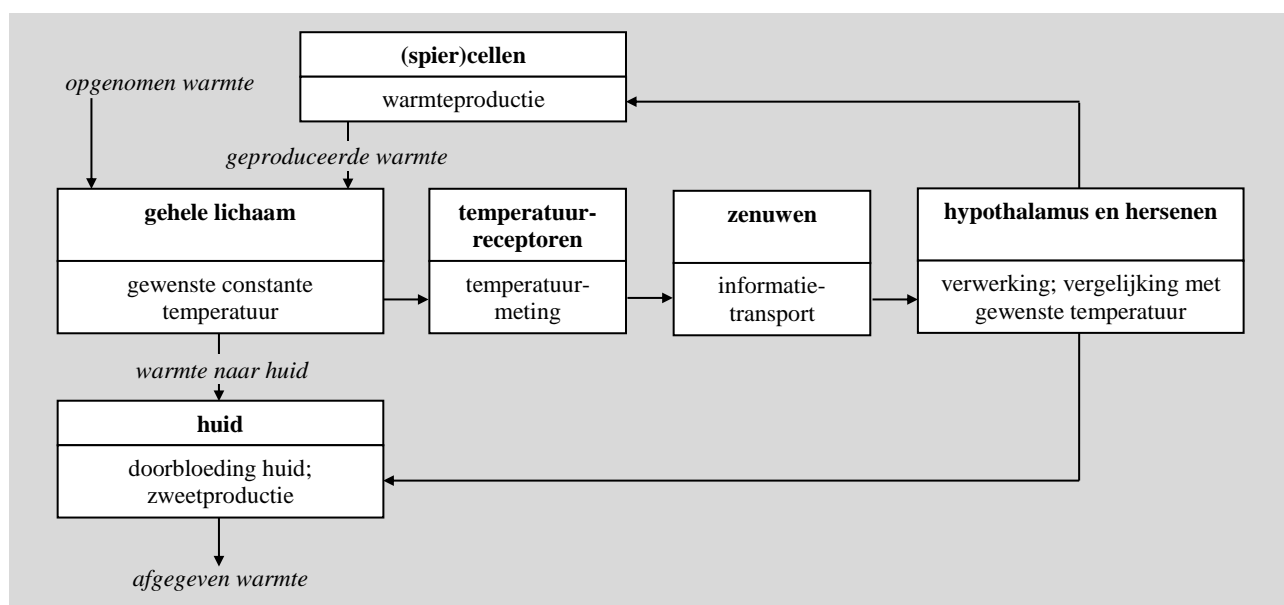 (spier)cellen
opgenomen warmte
warmteproductie
geproduceerde warmte
gehele lichaam
gewenste constante
temperatuur
temperatuur-
receptoren
temperatuur-
meting
zenuwen
informatie-
transport
hypothalamus en hersenen
verwerking; vergelijking met
gewenste temperatuur
warmte naar huid
huid
doorbloeding huid;
zweetproductie
afgegeven warmte